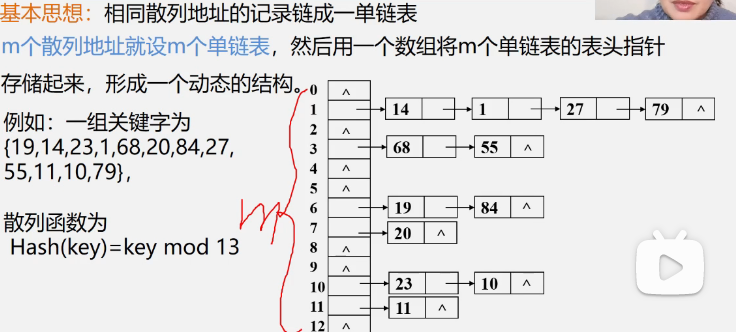 基本思想：相同散列地址的记录链成一单链表
m个散列地址就设m个单链表，然后用一个数组将m个单链表的表头指针
存储起来，形成一个动态的结构。
例如：一组关键字为
{19,14,23,1,68,20,84,27,
55,11,10,79}，
散列函数为
Hash(key)=key mod 13
m
0 ^
1 14 1 27 79 ^
2 ^
3 68 55 ^
4 ^
5 ^
6 19 84 ^
7 20 ^
8 ^
9 ^
10 23 10 ^
11 11 ^
12 ^